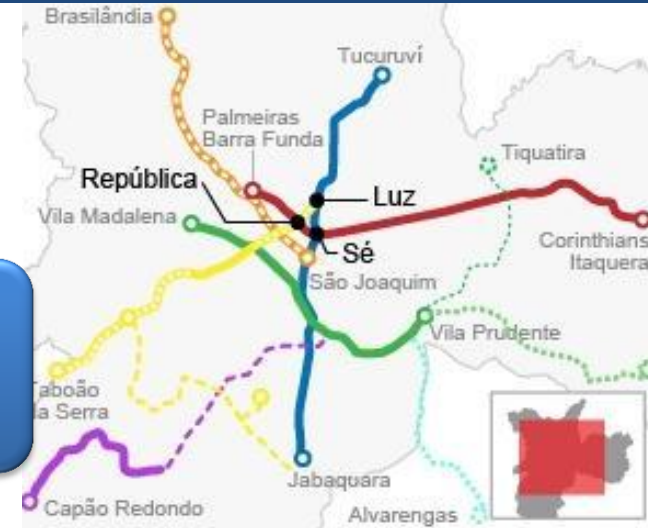 Brasilândia
Tucuruví
Palmeiras
Barra Funda
Tiquatira
República
Luz
Vila Madalena
Corinthians
Itaquera
Sé
São Joaquim
Vila Prudente
Taboão
da Serra
Jabaquara
Capão Redondo
Alvarengas